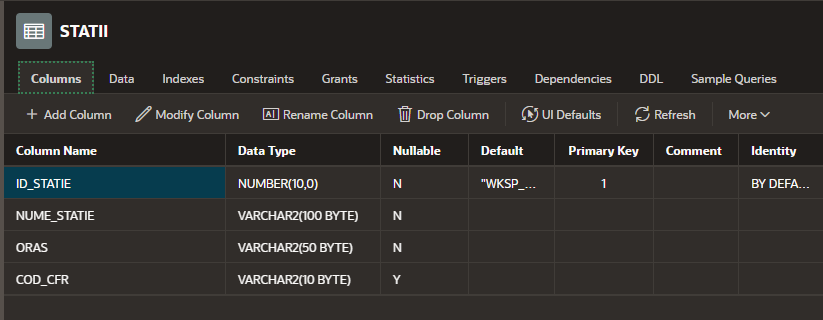 STATII
Columns Data Indexes Constraints Grants Statistics Triggers Dependencies DDL Sample Queries
+ Add Column Modify Column Rename Column Drop Column UI Defaults Refresh More
Column Name Data Type Nullable Default Primary Key Comment Identity
ID_STATIE NUMBER(10,0) N "WKSP_... 1 BY DEFA...
NUME_STATIE VARCHAR2(100 BYTE) N
ORAS VARCHAR2(50 BYTE) N
COD_CFR VARCHAR2(10 BYTE) Y